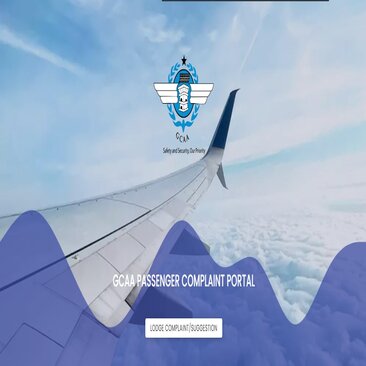 GCAA
Safety and Security, Our Priority
GCAA PASSENGER COMPLAINT PORTAL
LODGE COMPLAINT/SUGGESTION